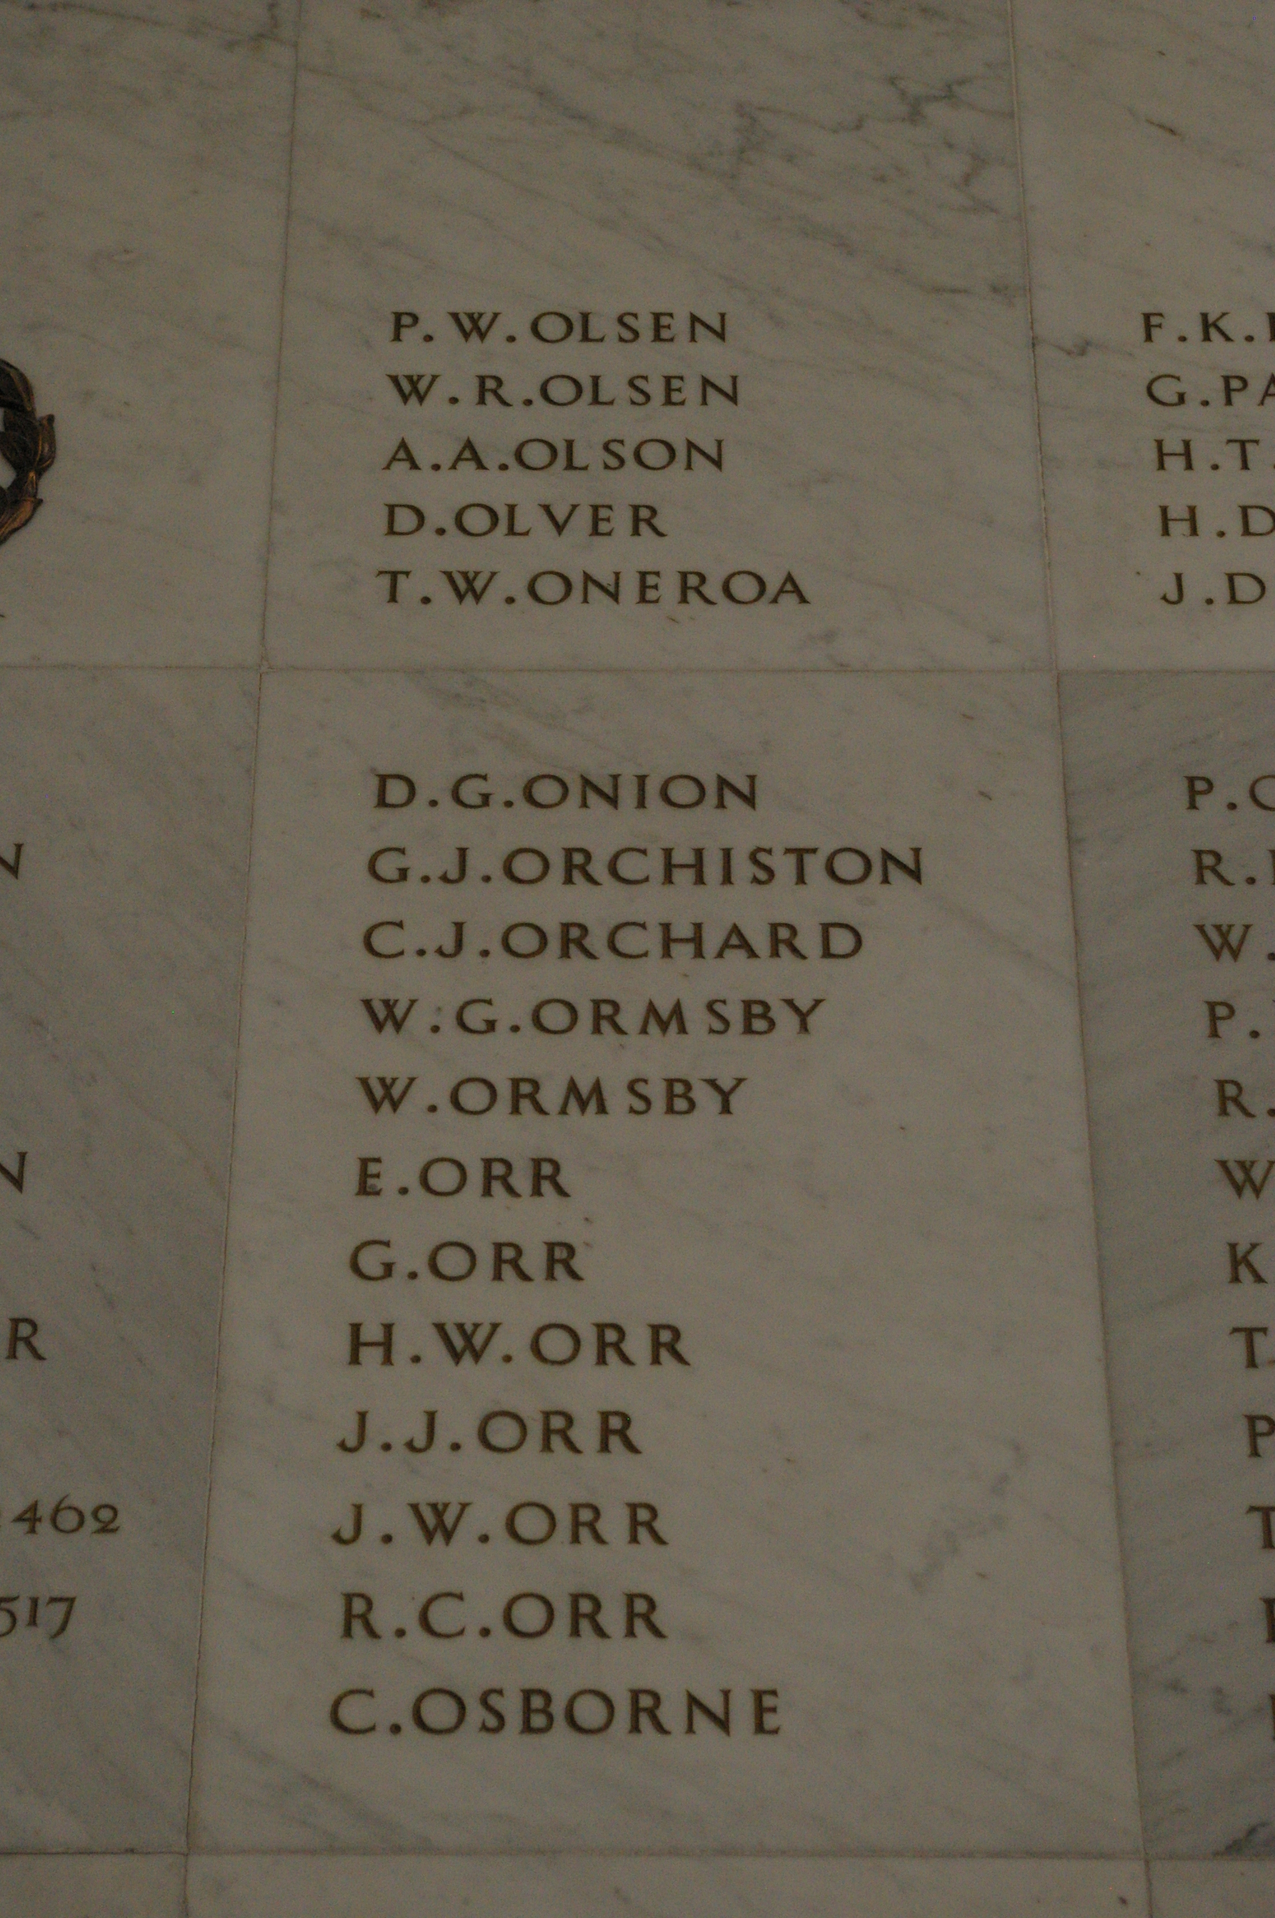 P.W.OLSEN
W.R.OLSEN
A.A.OLSON
D.OLVER
T.W.ONEROA
D.G.ONION
G.J.ORCHISTON
C.J.ORCHARD
W.G.ORMSBY
W.ORMSBY
E.ORR
G.ORR
H.W.ORR
J.J.ORR
J.W.ORR
R.C.ORR
C.OSBORNE
N
N
R
462
517
F.K.
G.PA
H.T.
H.D
J.D
P.
R.
W.
P.
R.
W
K
T
P
T